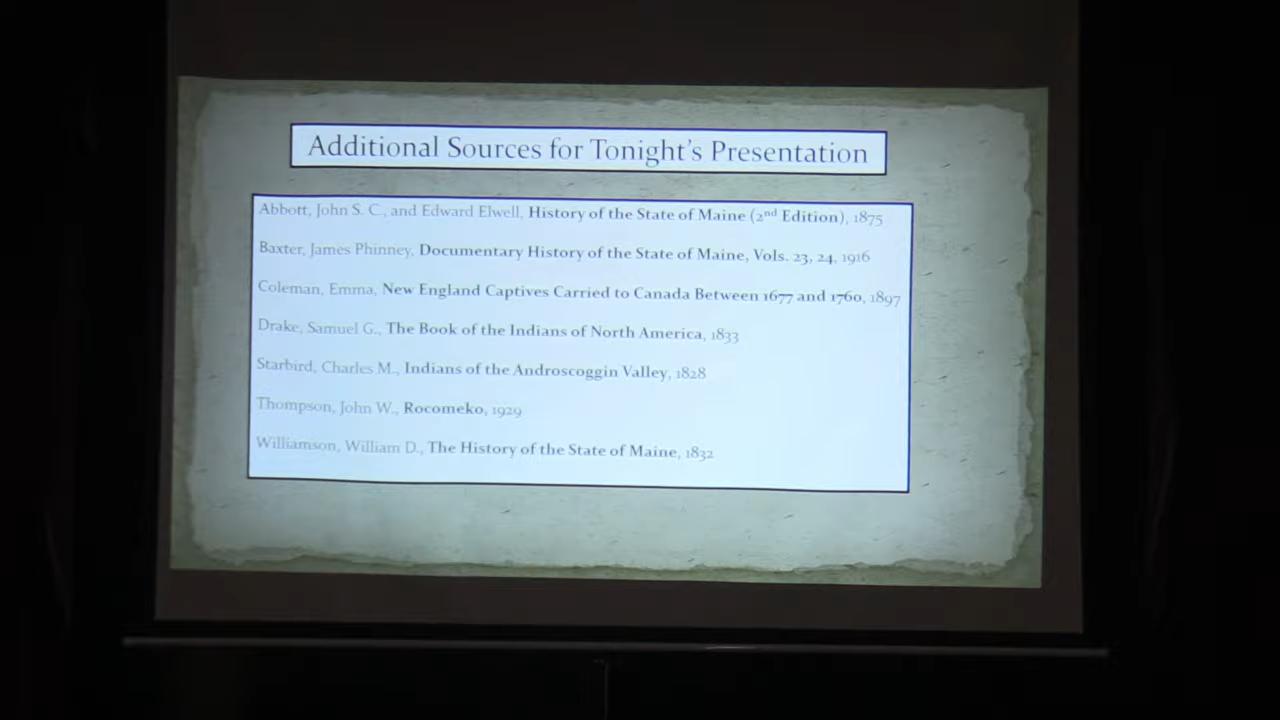 Additional Sources for Tonight's Presentation
Abbott, John S. C., and Edward Elwell, History of the State of Maine (2nd Edition), 1875
Baxter, James Phinney, Documentary History of the State of Maine, Vols. 23, 24, 1916
Coleman, Emma, New England Captives Carried to Canada Between 1677 and 1760, 1897
Drake, Samuel G., The Book of the Indians of North America, 1833
Starbird, Charles M., Indians of the Androscoggin Valley, 1828
Thompson, John W., Rocomeko, 1929
Williamson, William D., The History of the State of Maine, 1832